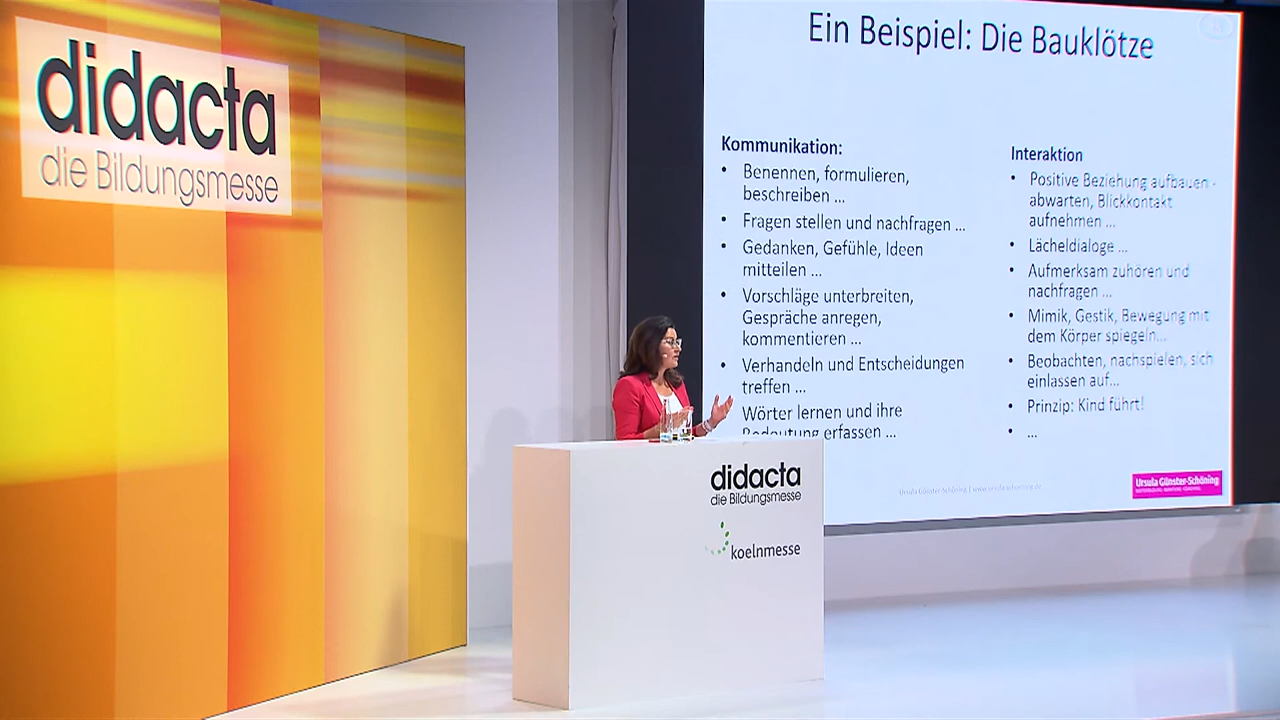 didacta
die Bildungsmesse
Ein Beispiel: Die Bauklötze
Kommunikation:
• Benennen, formulieren,
beschreiben ...
• Fragen stellen und nachfragen ...
• Gedanken, Gefühle, Ideen
mitteilen ...
• Vorschläge unterbreiten,
Gespräche anregen,
kommentieren ...
• Verhandeln und Entscheidungen
treffen ...
Wörter lernen und ihre
Bedeutung erfassen ...
Interaktion
• Positive Beziehung aufbauen -
abwarten, Blickkontakt
aufnehmen ...
• Lächeldialoge ...
• Aufmerksam zuhören und
nachfragen ...
• Mimik, Gestik, Bewegung mit
dem Körper spiegeln...
• Beobachten, nachspielen, sich
einlassen auf...
• Prinzip: Kind führt!
• ...
Ursula Günster-Schöning
Ursula Günster-Schöning
didacta
die Bildungsmesse
koelnmesse